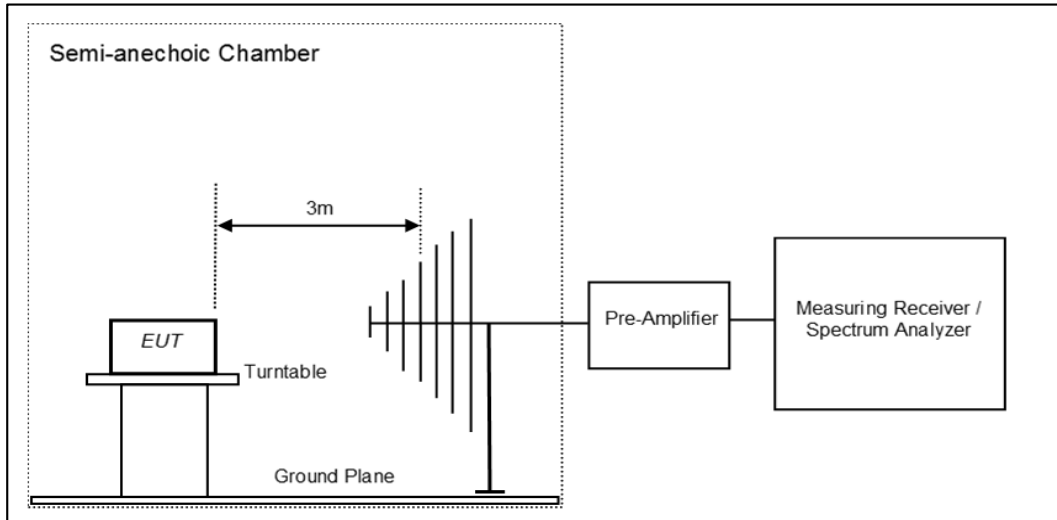 Semi-anechoic Chamber
3m
Pre-Amplifier
Measuring Receiver /
Spectrum Analyzer
EUT
Turntable
Ground Plane